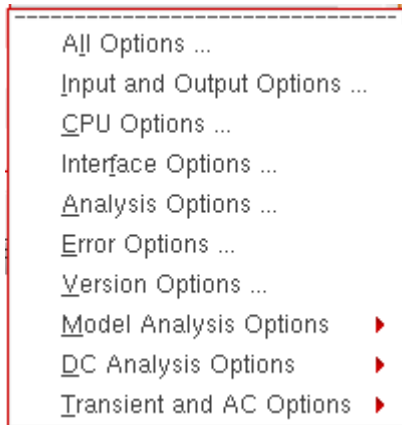 All Options ...
Input and Output Options ...
CPU Options ...
Interface Options ...
Analysis Options ...
Error Options ...
Version Options ...
Model Analysis Options
DC Analysis Options
Transient and AC Options